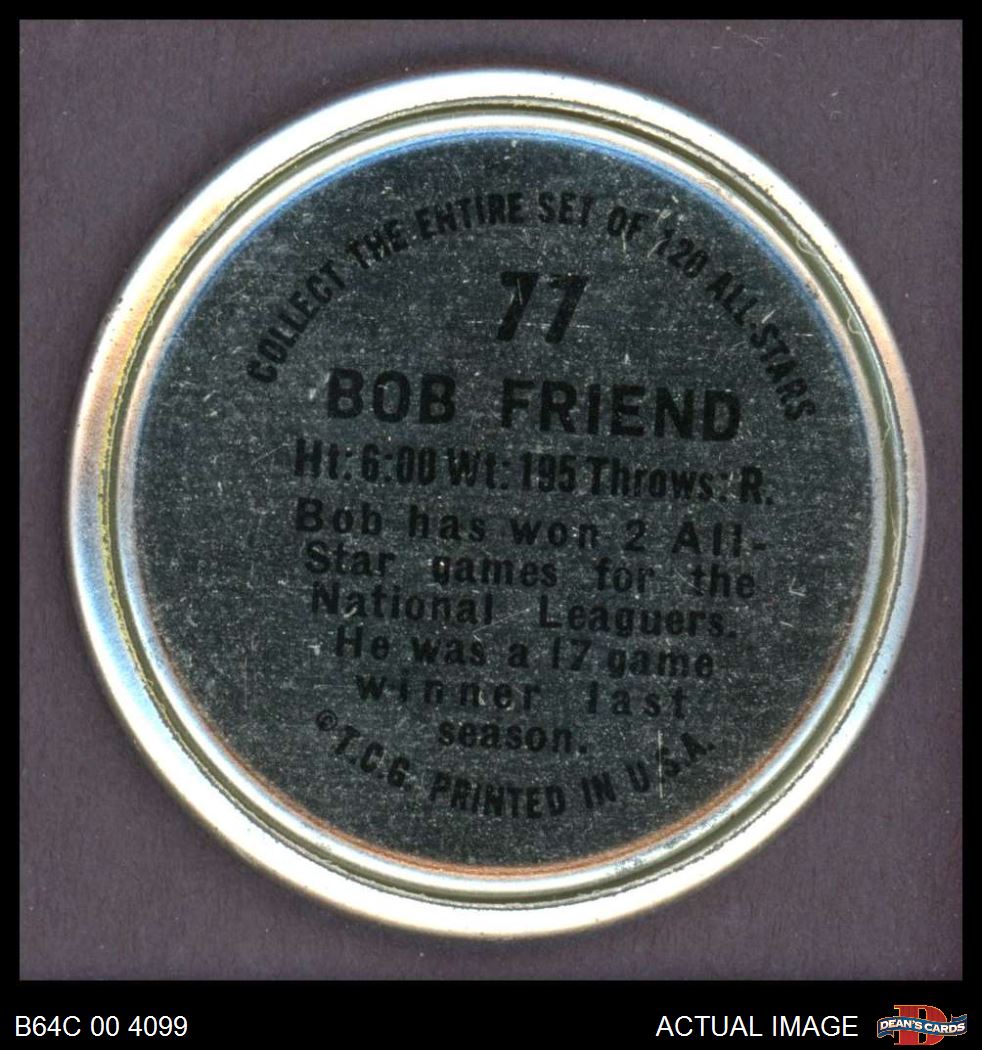 COLLECT THE ENTIRE SET OF 120 ALL-STARS
77
BOB FRIEND
Ht: 6:00 Wt: 195 Throws: R.
Bob has won 2 All-
Star games for the
National Leaguers.
He was a 17 game
winner last
season.
©T.C.G. PRINTED IN U.S.A.
B64C 00 4099
ACTUAL IMAGE
D
DEAN'S CARDS